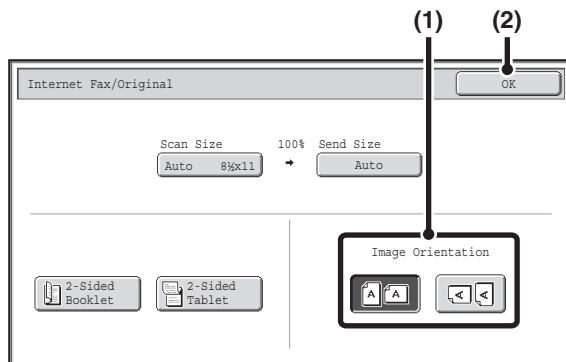 (1) (2)
Internet Fax/Original OK
Scan Size 100% Send Size
Auto 8½x11 → Auto
Image Orientation
2-Sided Booklet
2-Sided Tablet
A A A A